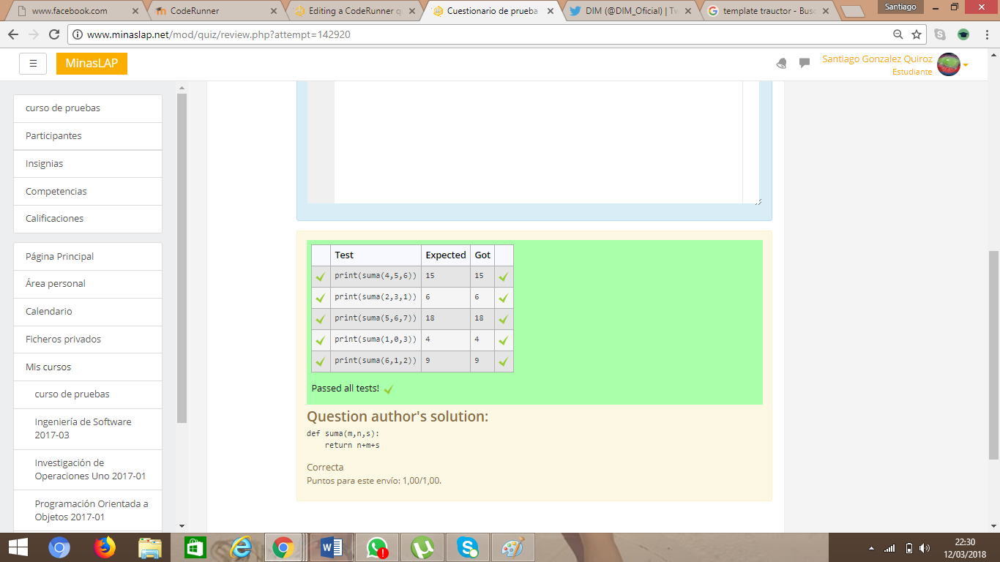 www.facebook.com
CodeRunner
Editing a CodeRunner qu
Cuestionario de prueba
DIM (@DIM_Oficial) | Tw
template trauctor - Busc
Santiago
www.minaslap.net/mod/quiz/review.php?attempt=142920
MinasLAP
Santiago Gonzalez Quiroz
Estudiante
curso de pruebas
Participantes
Insignias
Competencias
Calificaciones
Página Principal
Área personal
Calendario
Ficheros privados
Mis cursos
curso de pruebas
Ingeniería de Software
2017-03
Investigación de
Operaciones Uno 2017-01
Programación Orientada a
Objetos 2017-01
Test Expected Got
print(suma(4,5,6)) 15 15
print(suma(2,3,1)) 6 6
print(suma(5,6,7)) 18 18
print(suma(1,0,3)) 4 4
print(suma(6,1,2)) 9 9
Passed all tests!
Question author's solution:
def suma(m,n,s):
    return n+m+s
Correcta
Puntos para este envío: 1,00/1,00.
22:30
12/03/2018